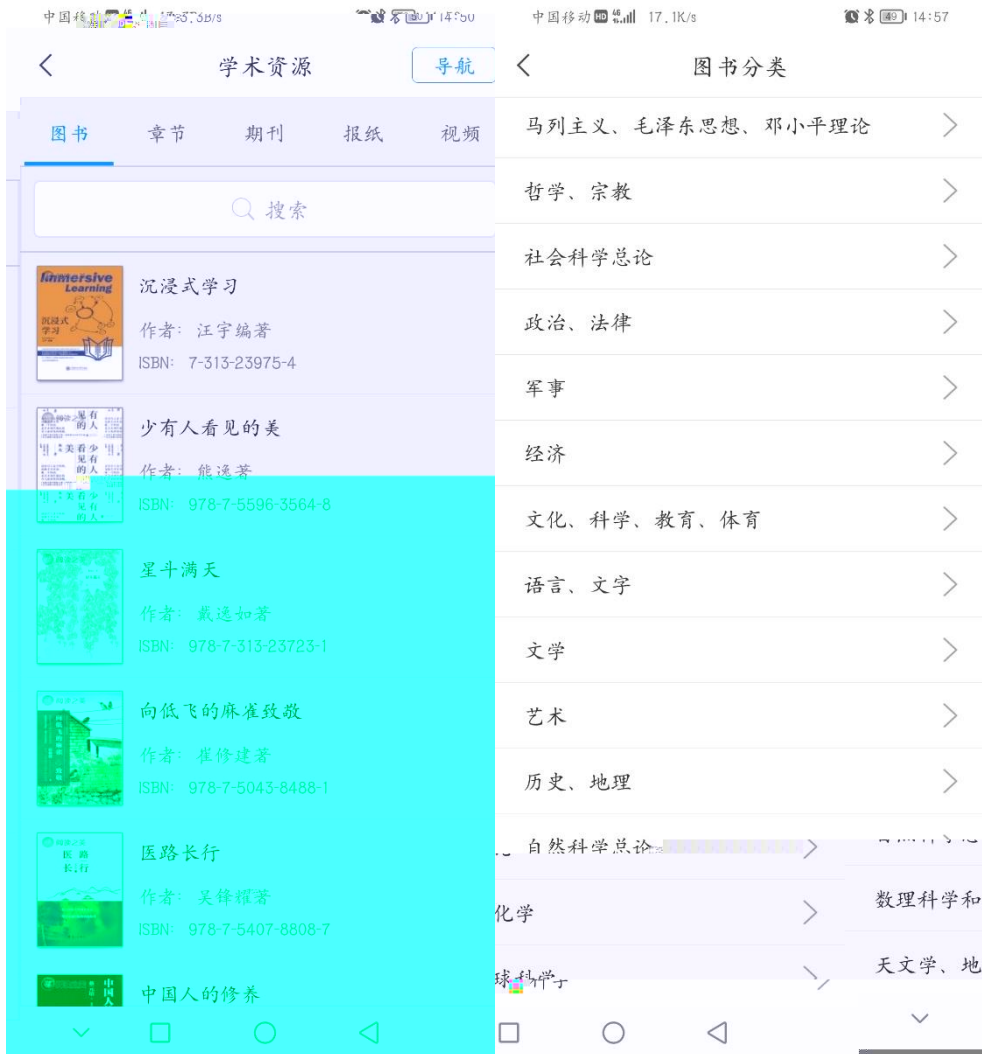 中国移动
14:50
学术资源
导航
图书
章节
期刊
报纸
视频
搜索
Immersive
Learning
沉浸式
学习
沉浸式学习
作者: 汪宇编著
ISBN: 7-313-23975-4
少有人看见的美
作者: 熊逸著
ISBN: 978-7-5596-3564-8
星斗满天
作者: 戴逸如著
ISBN: 978-7-313-23723-1
向低飞的麻雀致敬
作者: 崔修建著
ISBN: 978-7-5043-8488-1
医路
长行
医路长行
作者: 吴锋耀著
ISBN: 978-7-5407-8808-7
中国人的修养
中国移动 HD 17.1K/s
49 14:57
图书分类
马列主义、毛泽东思想、邓小平理论
哲学、宗教
社会科学总论
政治、法律
军事
经济
文化、科学、教育、体育
语言、文字
文学
艺术
历史、地理
自然科学总论
化学
数理科学和
球科学
天文学、地